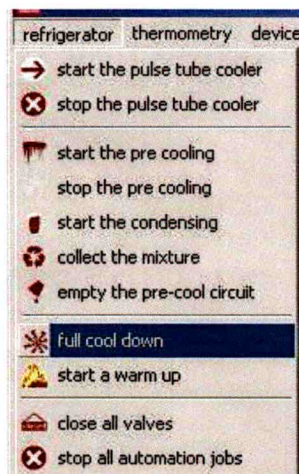 refrigerator thermometry device
start the pulse tube cooler
stop the pulse tube cooler
start the pre cooling
stop the pre cooling
start the condensing
collect the mixture
empty the pre-cool circuit
full cool down
start a warm up
close all valves
stop all automation jobs